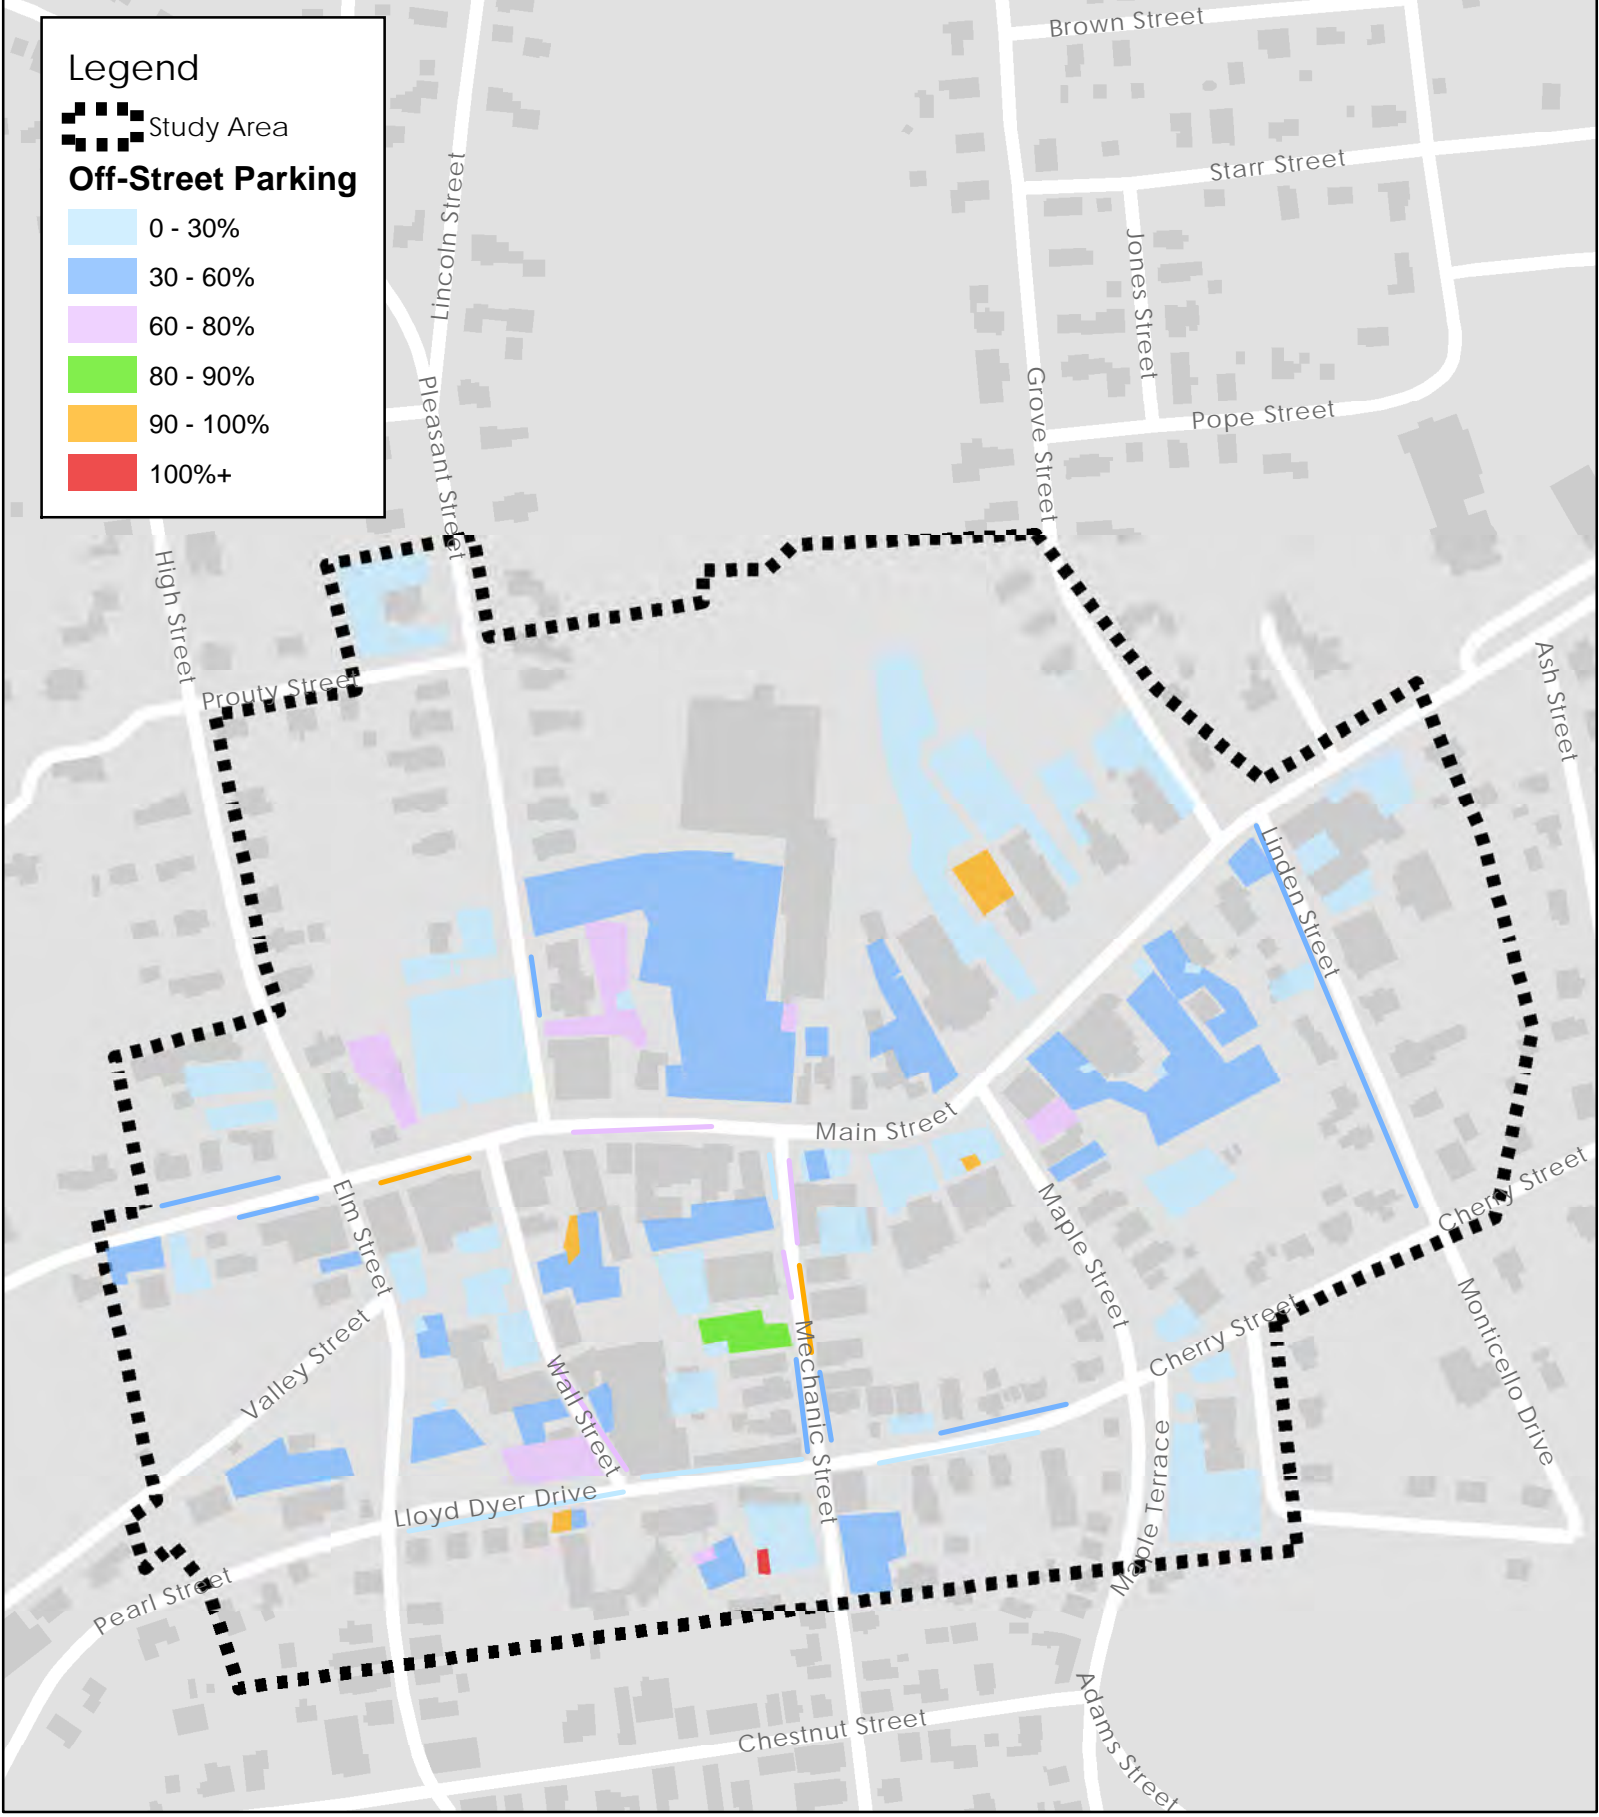 Legend
Study Area
Off-Street Parking
0 - 30%
30 - 60%
60 - 80%
80 - 90%
90 - 100%
100%+
Brown Street
Starr Street
Lincoln Street
Jones Street
Pleasant Street
Grove Street
Pope Street
High Street
Ash Street
Prouty Street
Linden Street
Main Street
Elm Street
Maple Street
Cherry Street
Valley Street
Mechanic Street
Cherry Street
Monticello Drive
Wall Street
Lloyd Dyer Drive
Maple Terrace
Pearl Street
Chestnut Street
Adams Street